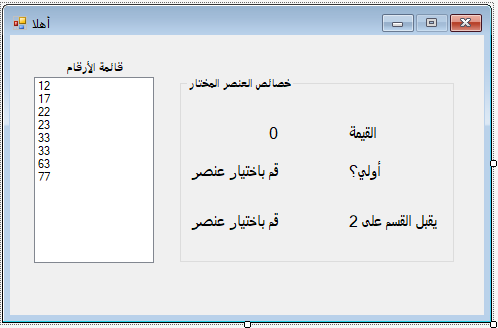 أهلا
قائمة الأرقام
12
17
22
23
33
33
63
77
خصائص العنصر المختار
القيمة 0
أولي؟ قم باختيار عنصر
يقبل القسم على 2 قم باختيار عنصر